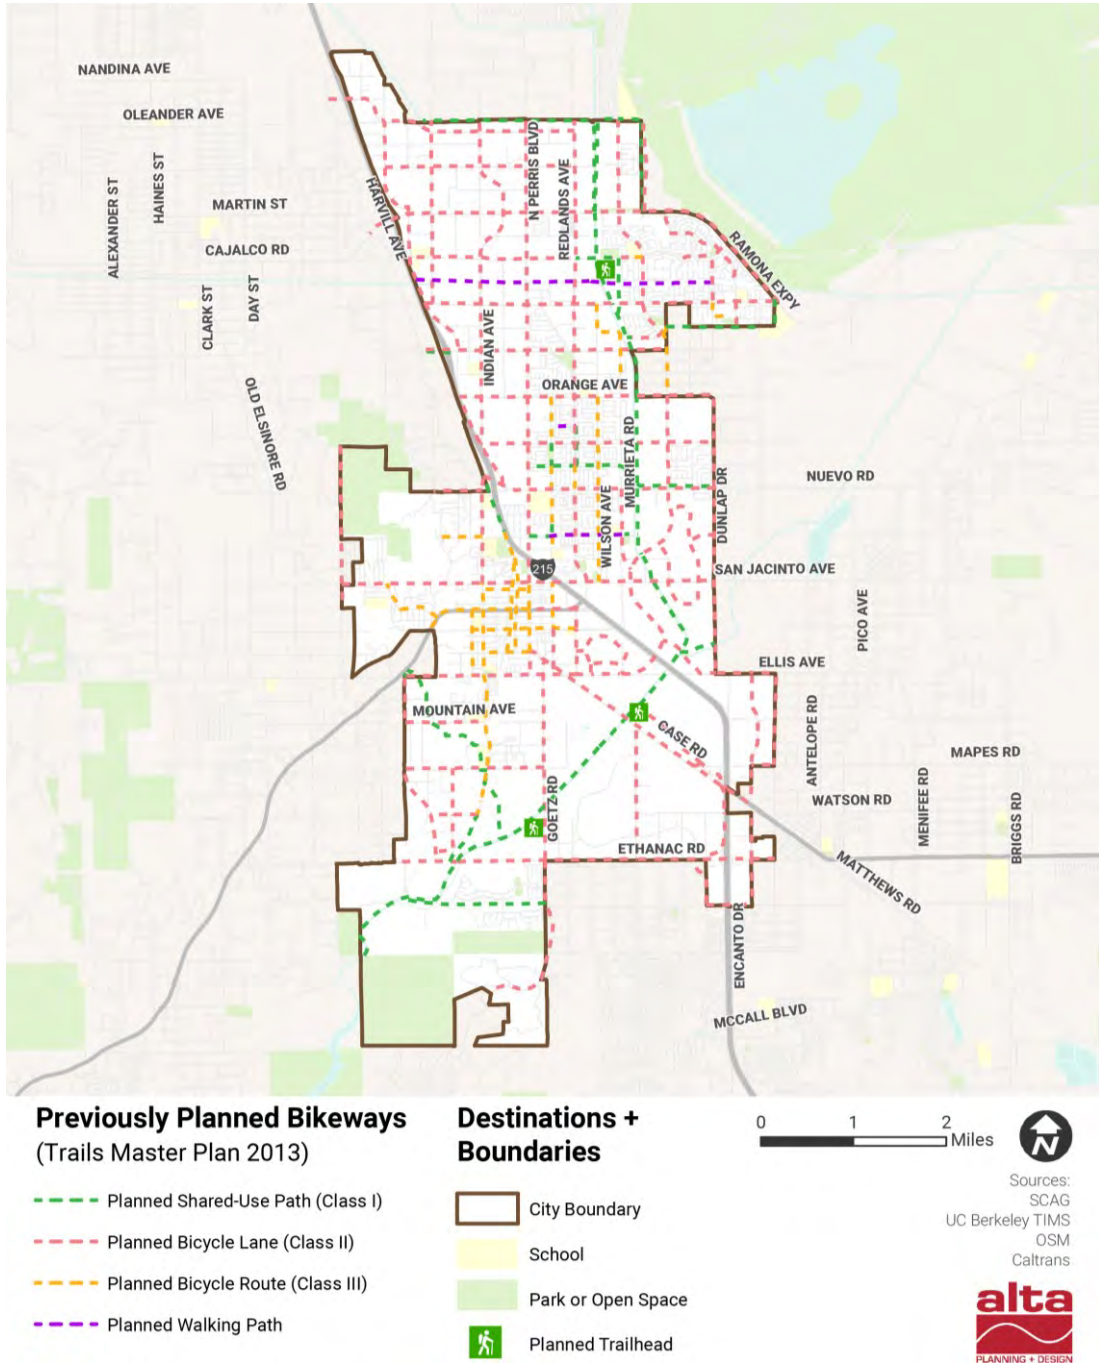 NANDINA AVE
OLEANDER AVE
ALEXANDER ST
HAINES ST
MARTIN ST
CAJALCO RD
CLARK ST
DAY ST
OLD ELSINORE RD
HARVILL AVE
N PERRIS BLVD
REDLANDS AVE
RAMONA EXPY
INDIAN AVE
ORANGE AVE
MURRIETA RD
WILSON AVE
DUNLAP DR
NUEVO RD
215
SAN JACINTO AVE
PICO AVE
ELLIS AVE
MOUNTAIN AVE
CASE RD
ANTELOPE RD
MAPES RD
WATSON RD
MENIFEE RD
BRIGGS RD
GOETZ RD
ETHANAC RD
MATTHEWS RD
ENCANTO DR
MCCALL BLVD
Previously Planned Bikeways
(Trails Master Plan 2013)
Planned Shared-Use Path (Class I)
Planned Bicycle Lane (Class II)
Planned Bicycle Route (Class III)
Planned Walking Path
Destinations +
Boundaries
City Boundary
School
Park or Open Space
Planned Trailhead
0 1 2
Miles
N
Sources:
SCAG
UC Berkeley TIMS
OSM
Caltrans
alta
PLANNING + DESIGN